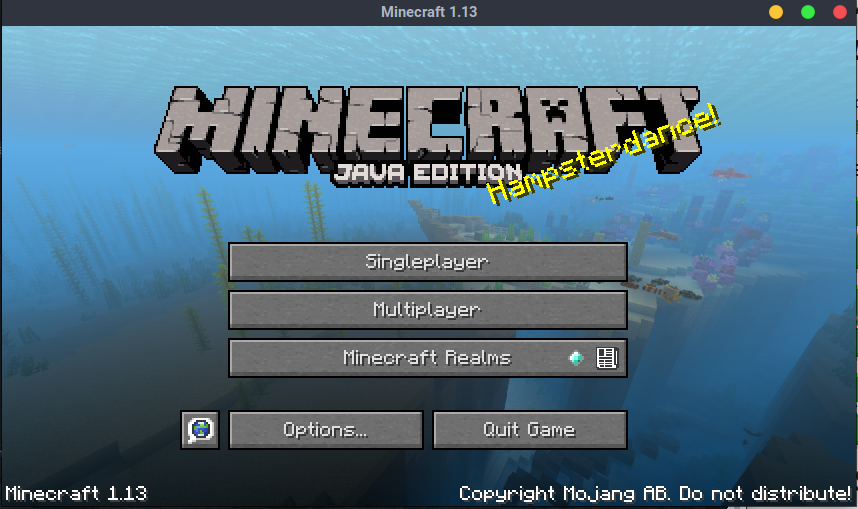 Minecraft 1.13
MINECRAFT
JAVA EDITION
Hampsterdance!
Singleplayer
Multiplayer
Minecraft Realms
Options...
Quit Game
Minecraft 1.13
Copyright Mojang AB. Do not distribute!